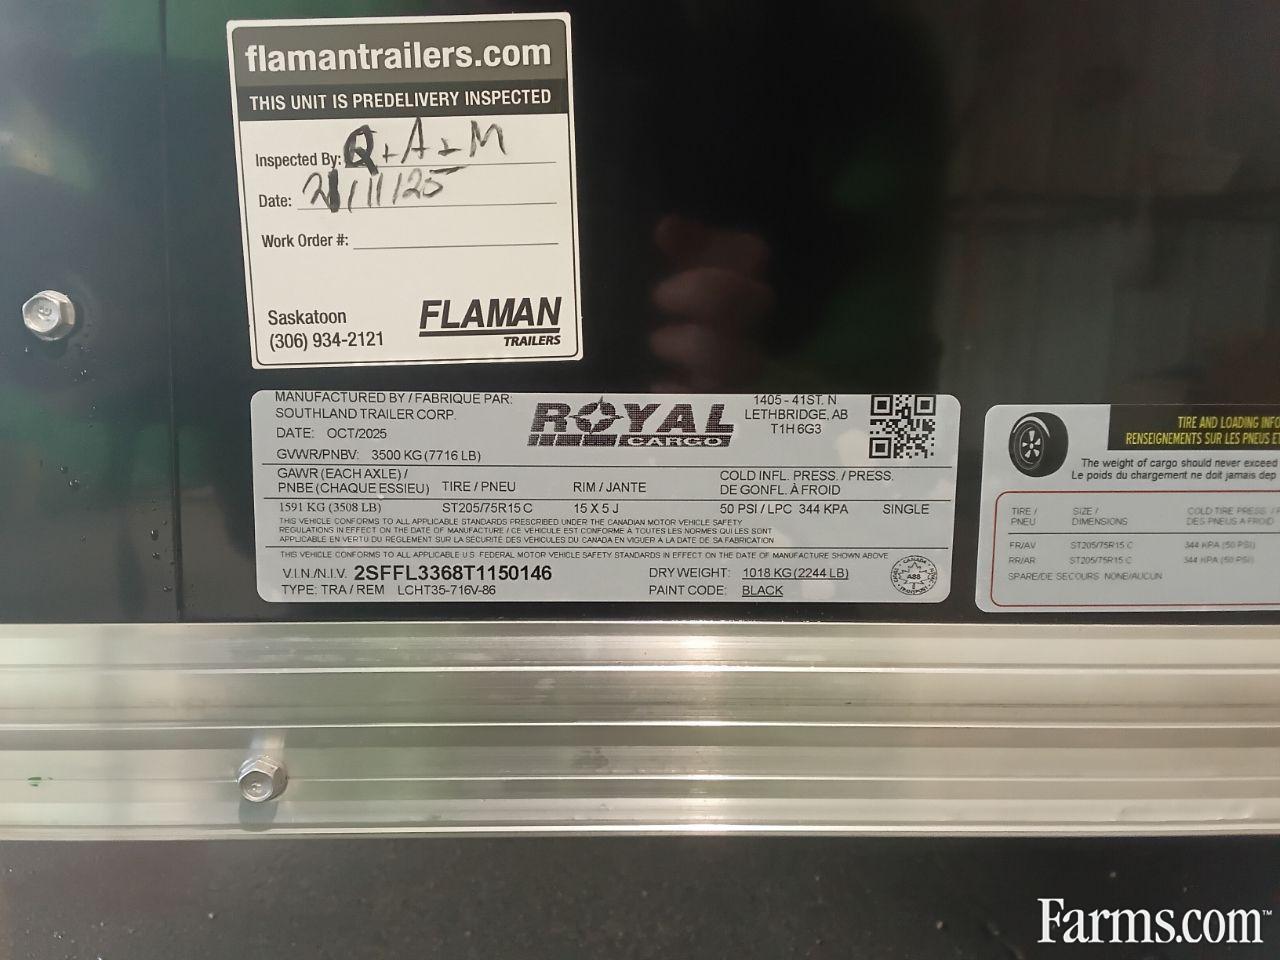 flamantrailers.com
THIS UNIT IS PREDELIVERY INSPECTED
Inspected By: Q + A + M
Date: 21/11/25
Work Order #:
Saskatoon
(306) 934-2121
FLAMAN
TRAILERS
MANUFACTURED BY / FABRIQUE PAR:
SOUTHLAND TRAILER CORP.
DATE: OCT/2025
GVWR/PNBV: 3500 KG (7716 LB)
ROYAL
CARGO
1405 - 41ST. N
LETHBRIDGE, AB
T1H 6G3
GAWR (EACH AXLE) /
PNBE (CHAQUE ESSIEU) TIRE / PNEU RIM / JANTE COLD INFL. PRESS. / PRESS.
DE GONFL. À FROID
1591 KG (3508 LB) ST205/75R15 C 15 X 5 J 50 PSI / LPC 344 KPA SINGLE
THIS VEHICLE CONFORMS TO ALL APPLICABLE STANDARDS PRESCRIBED UNDER THE CANADIAN MOTOR VEHICLE SAFETY
REGULATIONS IN EFFECT ON THE DATE OF MANUFACTURE / CE VÉHICULE EST CONFORME À TOUTES LES NORMES QUI LES SONT
APPLICABLE EN VERTU DU RÈGLEMENT SUR LA SÉCURITÉ DES VÉHICULES DU CANADA EN VIGUER A LA DATE DE SA FABRICATION
THIS VEHICLE CONFORMS TO ALL APPLICABLE U.S. FEDERAL MOTOR VEHICLE SAFETY STANDARDS IN EFFECT ON THE DATE OF MANUFACTURE SHOWN ABOVE
V.I.N./N.I.V. 2SFFL3368T1150146 DRY WEIGHT: 1018 KG (2244 LB)
TYPE: TRA / REM LCHT35-716V-86 PAINT CODE: BLACK
CANADA
TRANSPORT
TIRE AND LOADING INFO
RENSEIGNEMENTS SUR LES PNEUS ET
The weight of cargo should never exceed
Le poids du chargement ne doit jamais dep
TIRE / SIZE / COLD TIRE PRESS. /
PNEU DIMENSIONS DES PNEUS A FROID
FR/AV ST205/75R15 C 344 KPA (50 PSI)
RR/AR ST205/75R15 C 344 KPA (50 PSI)
SPARE/DE SECOURS NONE/AUCUN
Farms.com™